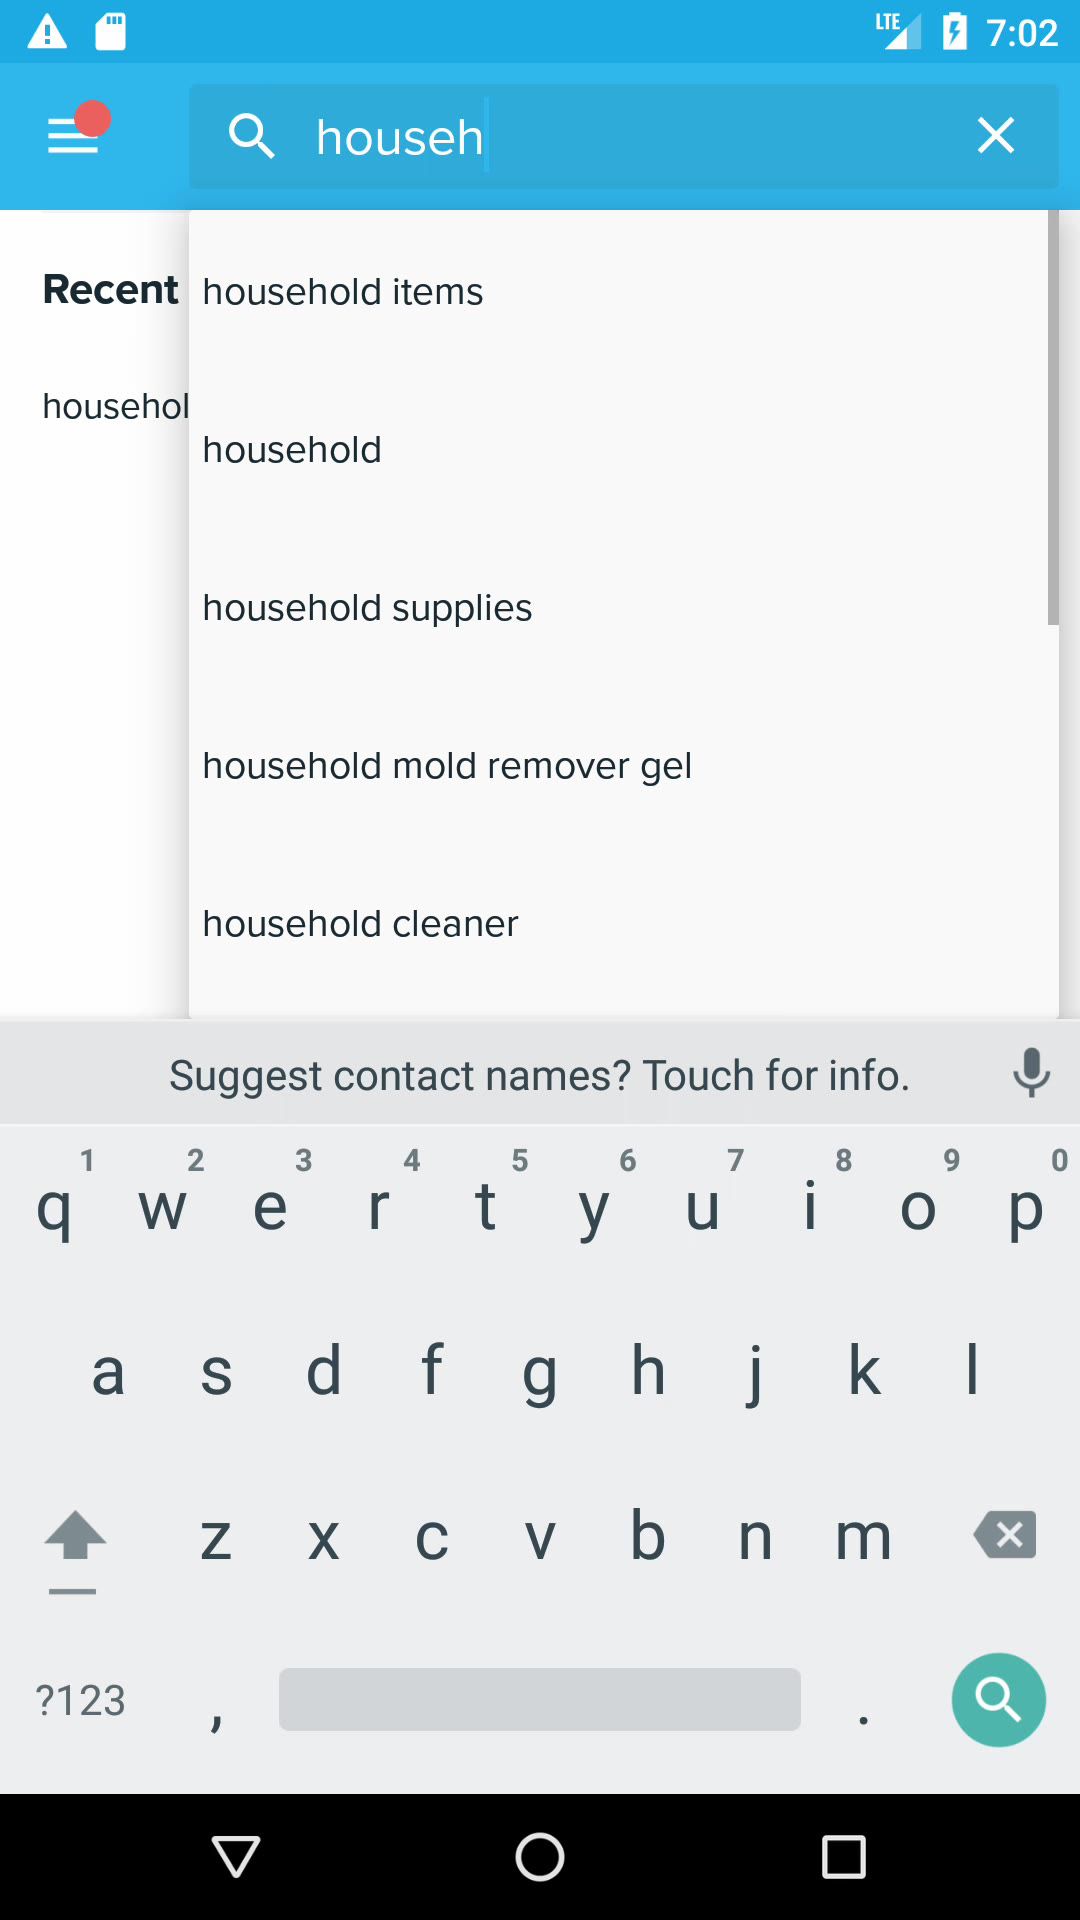 LTE 7:02
househ
Recent
househol
household items
household
household supplies
household mold remover gel
household cleaner
Suggest contact names? Touch for info.
1 2 3 4 5 6 7 8 9 0
q w e r t y u i o p
a s d f g h j k l
z x c v b n m
?123 , .